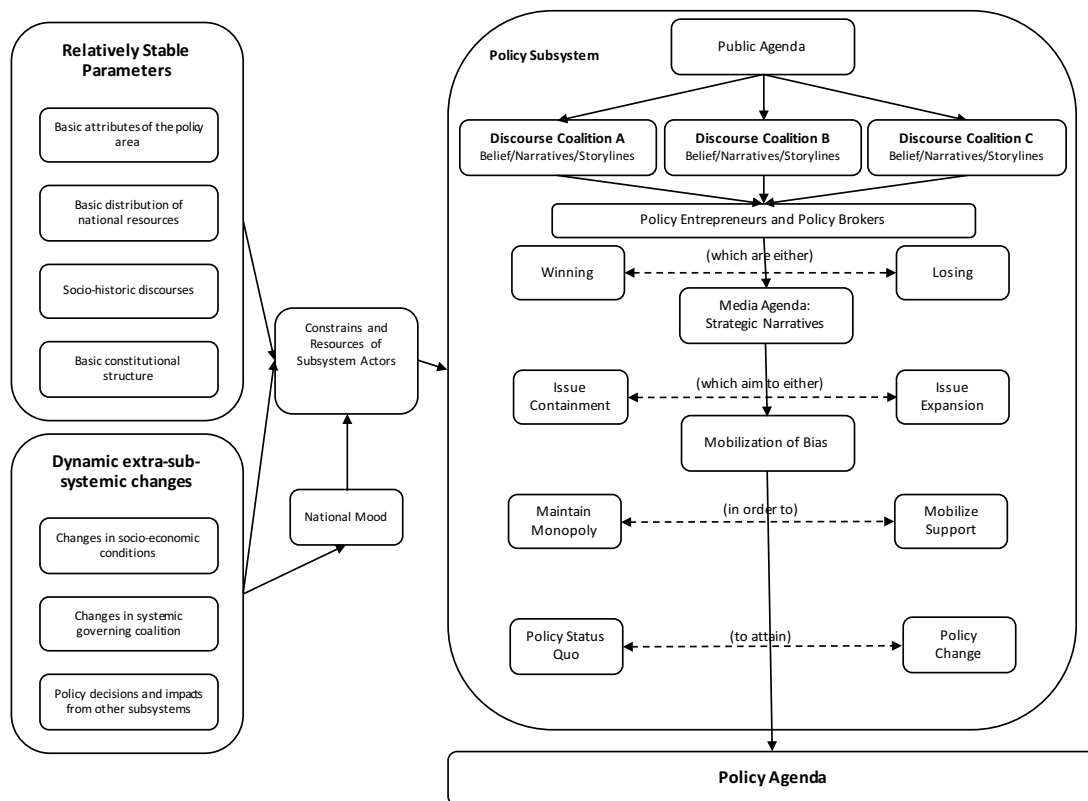 Relatively Stable
Parameters
Basic attributes of the policy
area
Basic distribution of
national resources
Socio-historic discourses
Basic constitutional
structure
Dynamic extra-sub-
systemic changes
Changes in socio-economic
conditions
Changes in systemic
governing coalition
Policy decisions and impacts
from other subsystems
Constrains and
Resources of
Subsystem Actors
National Mood
Policy Subsystem
Public Agenda
Discourse Coalition A
Belief/Narratives/Storylines
Discourse Coalition B
Belief/Narratives/Storylines
Discourse Coalition C
Belief/Narratives/Storylines
Policy Entrepreneurs and Policy Brokers
(which are either)
Winning
Losing
Media Agenda:
Strategic Narratives
(which aim to either)
Issue
Containment
Issue
Expansion
Mobilization of Bias
(in order to)
Maintain
Monopoly
Mobilize
Support
(to attain)
Policy Status
Quo
Policy
Change
Policy Agenda